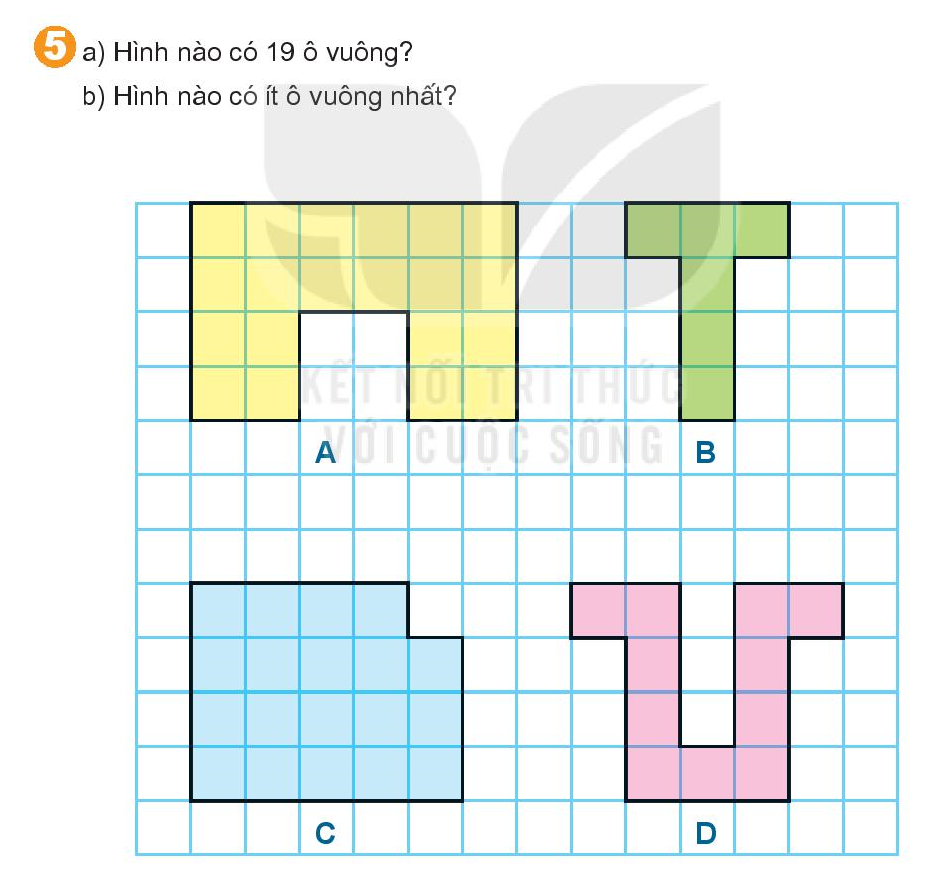 5 a) Hình nào có 19 ô vuông?
b) Hình nào có ít ô vuông nhất?
KẾT NỐI TRI THỨC
VỚI CUỘC SỐNG
A
B
C
D